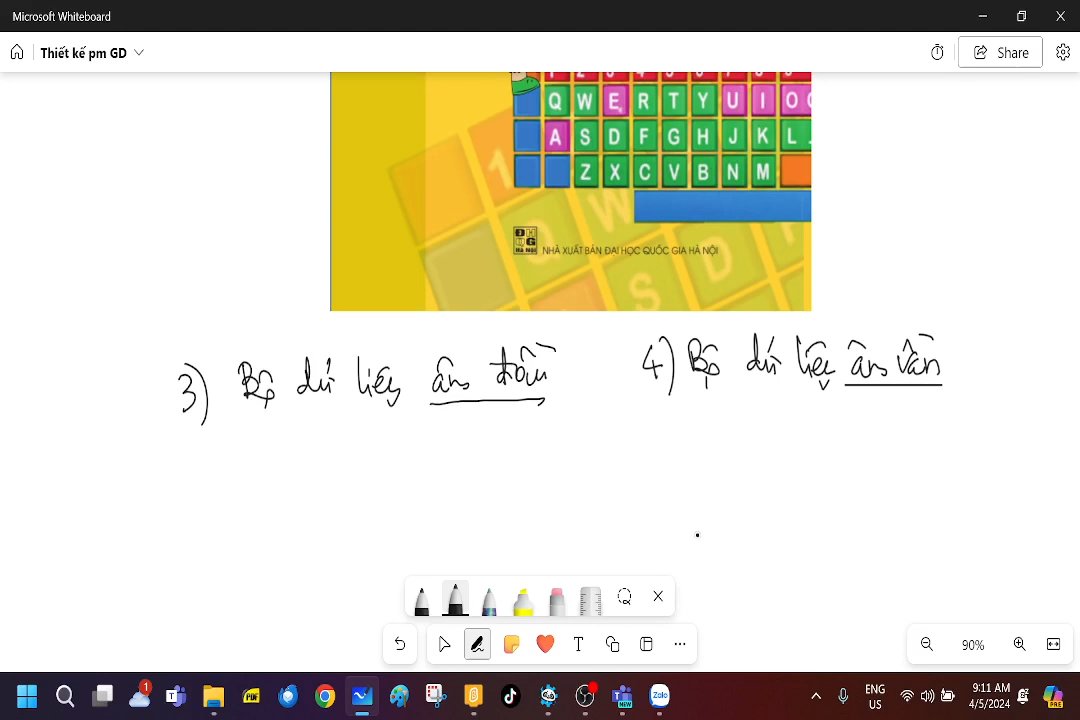 Microsoft Whiteboard
Thiết kế pm GD
Share
Q W E R T Y U I O
A S D F G H J K L
Z X C V B N M
NHÀ XUẤT BẢN ĐẠI HỌC QUỐC GIA HÀ NỘI
3) Bộ dữ liệu âm đầu
4) Bộ dữ liệu âm vần
90%
ENG
US
9:11 AM
4/5/2024